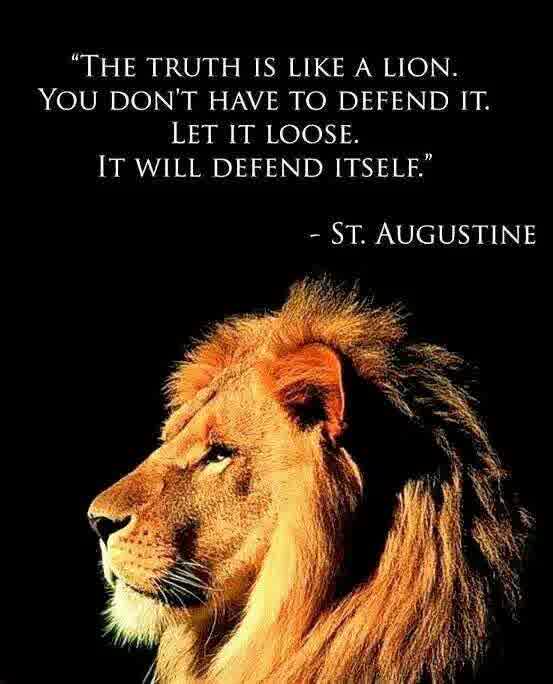 “The truth is like a lion.
You don't have to defend it.
Let it loose.
It will defend itself.”
- St. Augustine